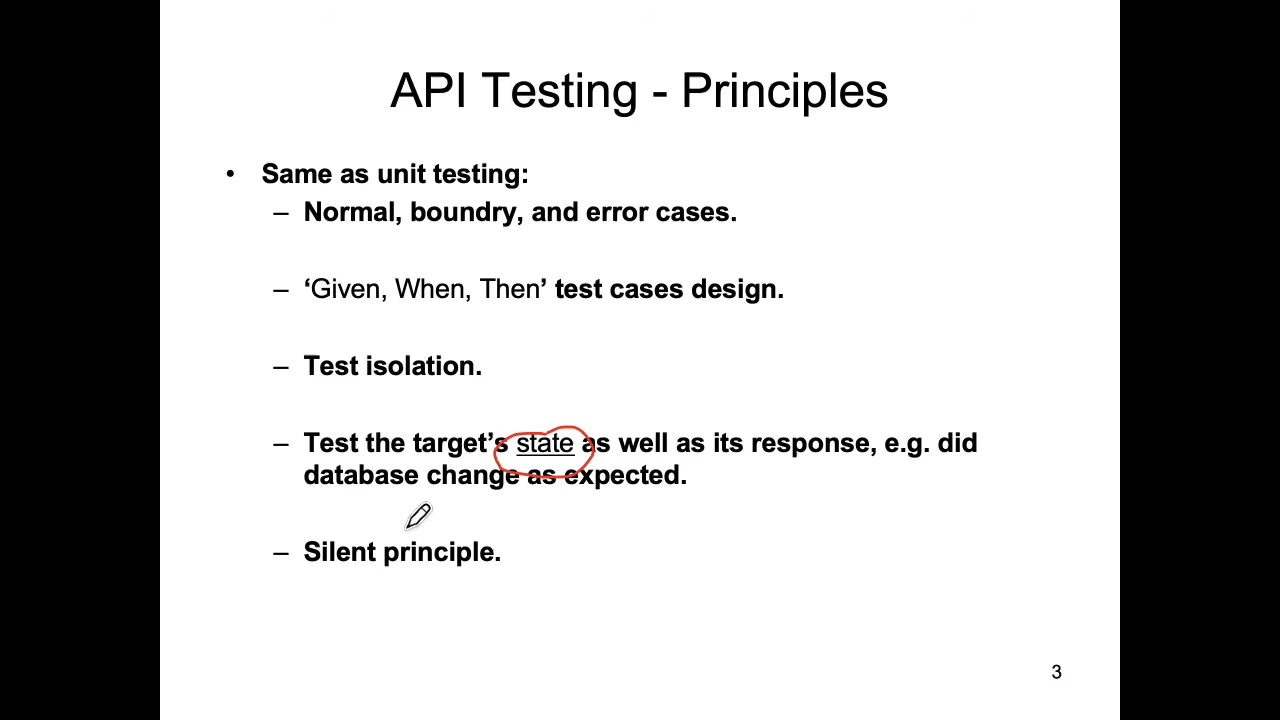 API Testing - Principles
• Same as unit testing:
– Normal, boundry, and error cases.
– ‘Given, When, Then’ test cases design.
– Test isolation.
– Test the target’s state as well as its response, e.g. did
database change as expected.
– Silent principle.
3